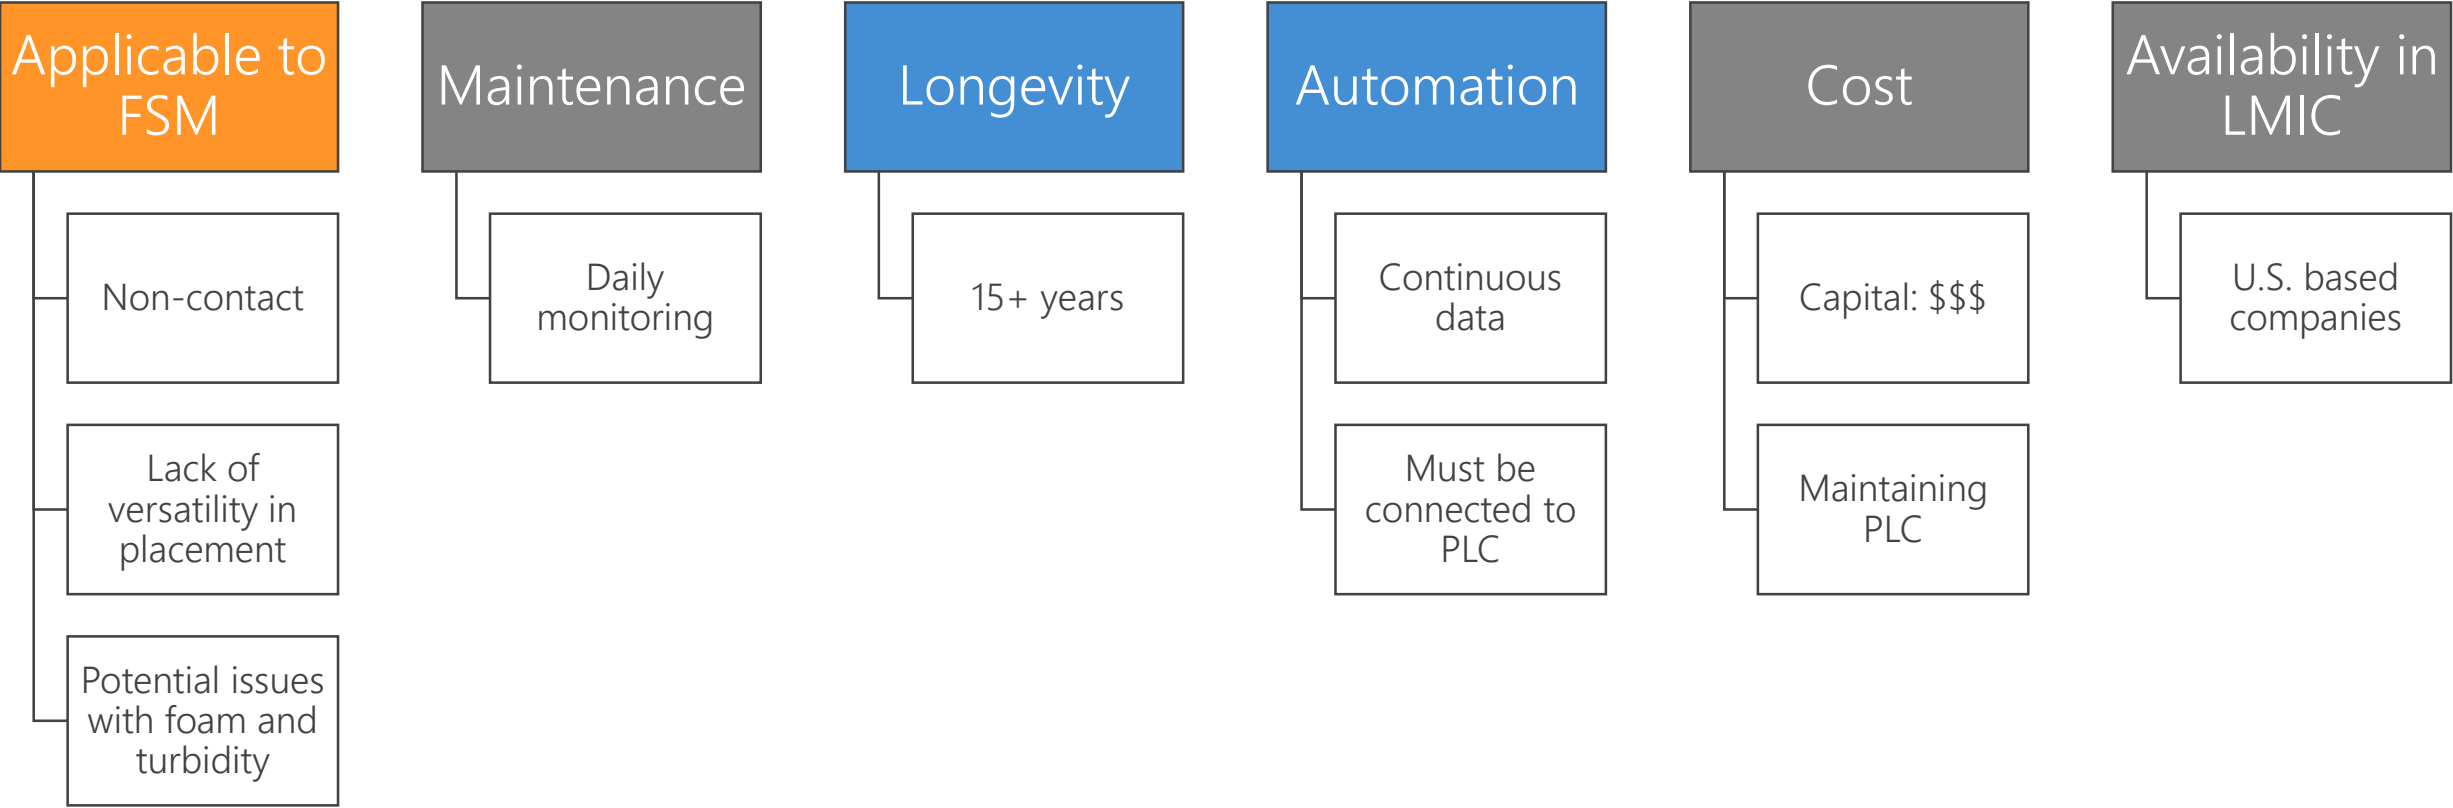 Applicable to
FSM
Non-contact
Lack of
versatility in
placement
Potential issues
with foam and
turbidity
Maintenance
Daily
monitoring
Longevity
15+ years
Automation
Continuous
data
Must be
connected to
PLC
Cost
Capital: $$$
Maintaining
PLC
Availability in
LMIC
U.S. based
companies